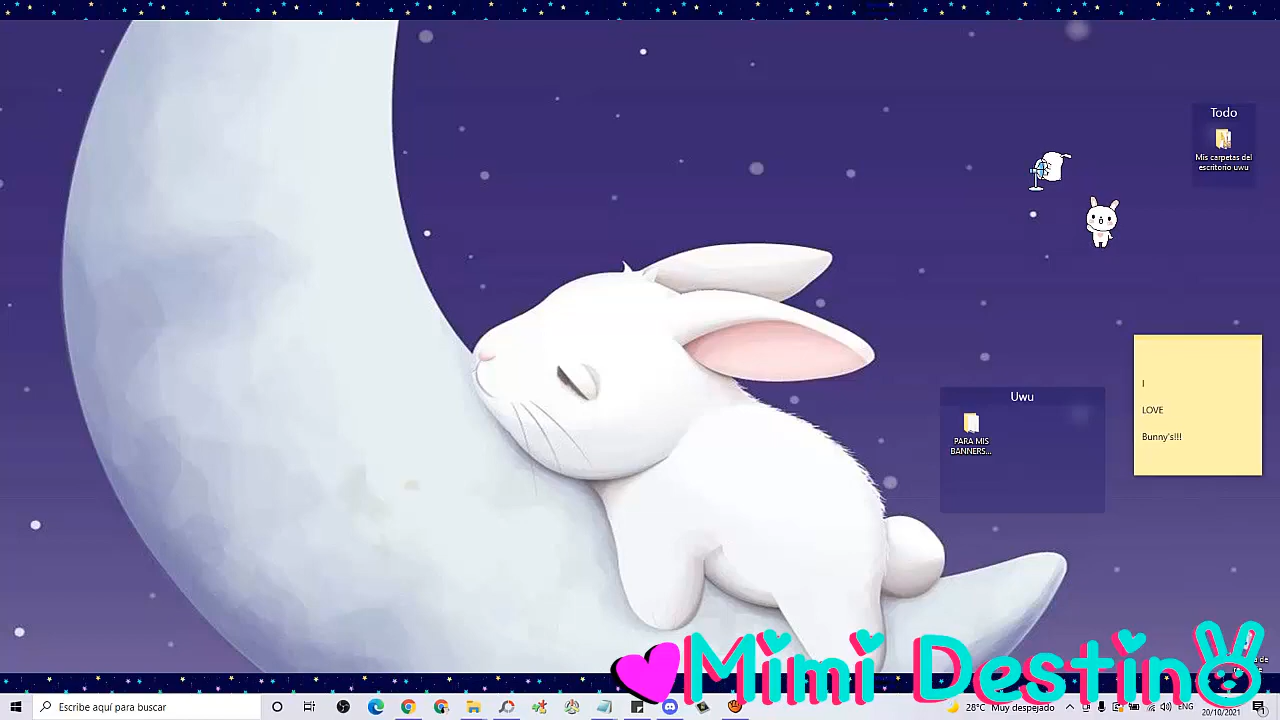 Todo
Mis carpetas del
escritorio uwu
I
LOVE
Bunny's!!!
Uwu
PARA MIS
BANNERS...
Mimi Destino
Escribe aquí para buscar
28°C Muy despejado
ENG
20/10/2021